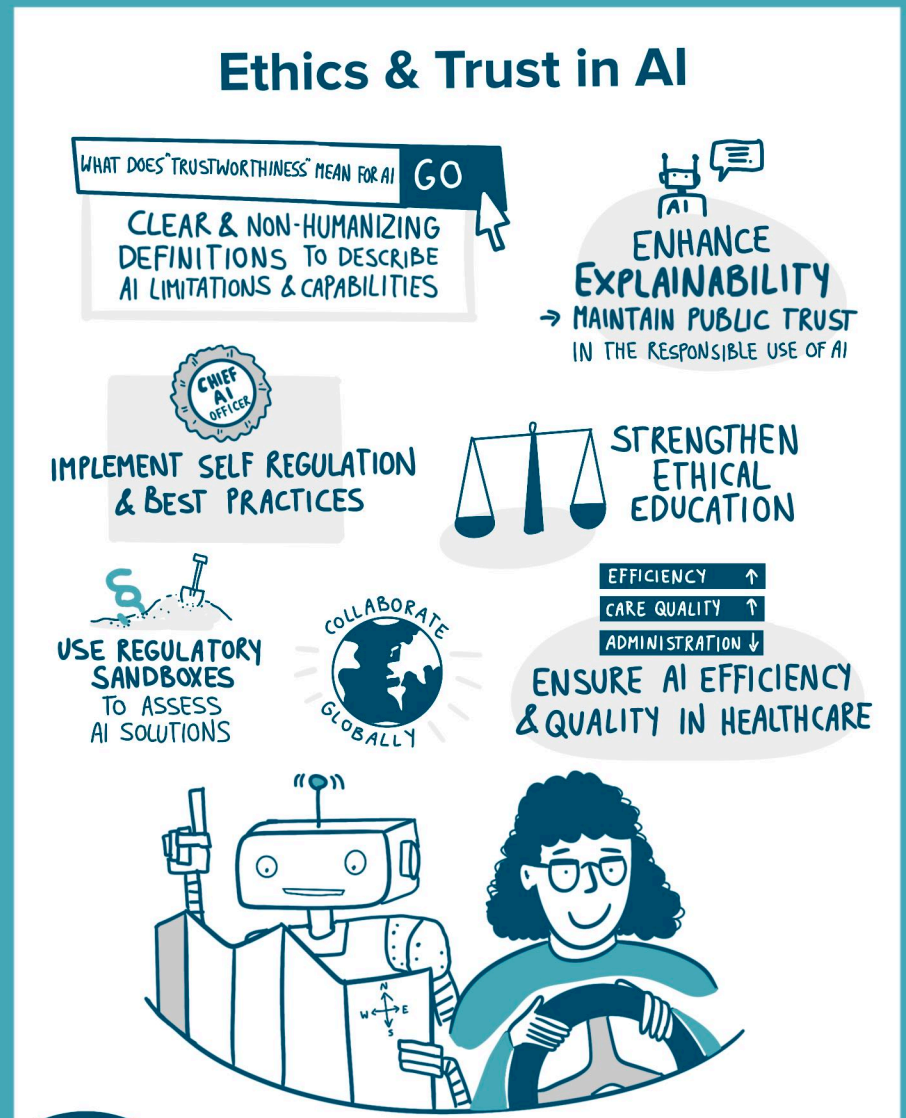 Ethics & Trust in AI
WHAT DOES "TRUSTWORTHINESS" MEAN FOR AI
GO
CLEAR & NON-HUMANIZING
DEFINITIONS TO DESCRIBE
AI LIMITATIONS & CAPABILITIES
AI
ENHANCE
EXPLAINABILITY
→ MAINTAIN PUBLIC TRUST
IN THE RESPONSIBLE USE OF AI
CHIEF
AI
OFFICER
IMPLEMENT SELF REGULATION
& BEST PRACTICES
STRENGTHEN
ETHICAL
EDUCATION
§
USE REGULATORY
SANDBOXES
TO ASSESS
AI SOLUTIONS
COLLABORATE
GLOBALLY
EFFICIENCY ↑
CARE QUALITY ↑
ADMINISTRATION ↓
ENSURE AI EFFICIENCY
& QUALITY IN HEALTHCARE
N
W E
S